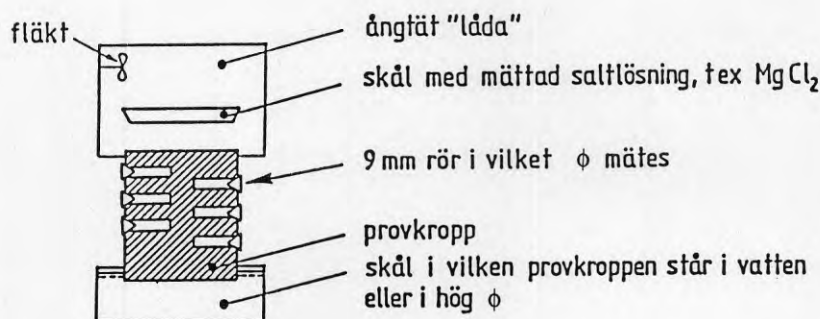 fläkt
ångtät "låda"
skål med mättad saltlösning, tex MgCl₂
9 mm rör i vilket ϕ mätes
provkropp
skål i vilken provkroppen står i vatten
eller i hög ϕ